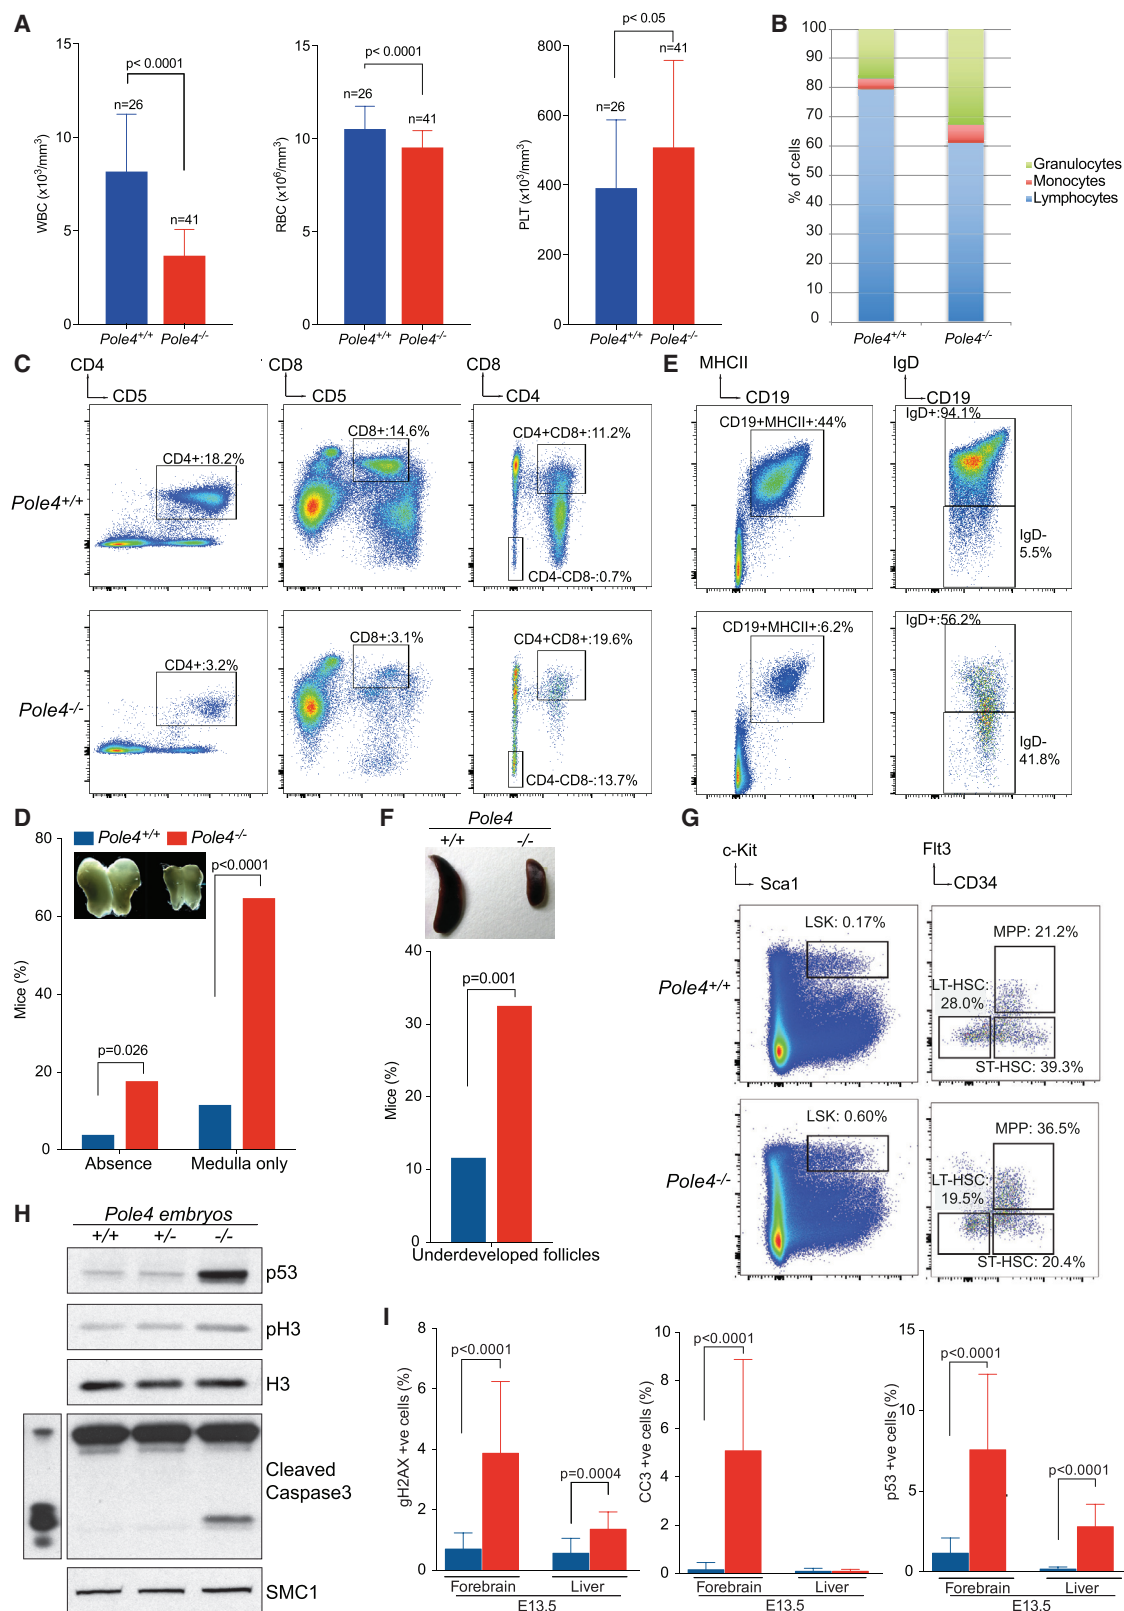 A
15
10
5
0
WBC (x10³/mm³)
p< 0.0001
n=26
n=41
Pole4+/+
Pole4-/-
15
10
5
0
RBC (x10⁶/mm³)
p< 0.0001
n=26
n=41
Pole4+/+
Pole4-/-
800
600
400
200
0
PLT (x10³/mm³)
p< 0.05
n=26
n=41
Pole4+/+
Pole4-/-
B
100
90
80
70
60
50
40
30
20
10
0
% of cells
Pole4+/+
Pole4-/-
Granulocytes
Monocytes
Lymphocytes
C
CD4
CD5
CD8
CD5
CD8
CD4
Pole4+/+
CD4+:18.2%
CD8+:14.6%
CD4+CD8+:11.2%
CD4-CD8-:0.7%
Pole4-/-
CD4+:3.2%
CD8+:3.1%
CD4+CD8+:19.6%
CD4-CD8-:13.7%
E
MHCII
CD19
IgD
CD19
CD19+MHCII+:44%
IgD+:94.1%
IgD-
5.5%
CD19+MHCII+:6.2%
IgD+:56.2%
IgD-
41.8%
D
80
60
40
20
0
Mice (%)
Pole4+/+
Pole4-/-
p<0.0001
p=0.026
Absence
Medulla only
F
Pole4
+/+
-/-
40
30
20
10
0
Mice (%)
p=0.001
Underdeveloped follicles
G
c-Kit
Sca1
Flt3
CD34
Pole4+/+
LSK: 0.17%
MPP: 21.2%
LT-HSC:
28.0%
ST-HSC: 39.3%
Pole4-/-
LSK: 0.60%
MPP: 36.5%
LT-HSC:
19.5%
ST-HSC: 20.4%
H
Pole4 embryos
+/+
+/-
-/-
p53
pH3
H3
Cleaved
Caspase3
SMC1
I
8
6
4
2
0
gH2AX +ve cells (%)
p<0.0001
p=0.0004
Forebrain
Liver
E13.5
10
8
6
4
2
0
CC3 +ve cells (%)
p<0.0001
Forebrain
Liver
E13.5
15
10
5
0
p53 +ve cells (%)
p<0.0001
p<0.0001
Forebrain
Liver
E13.5